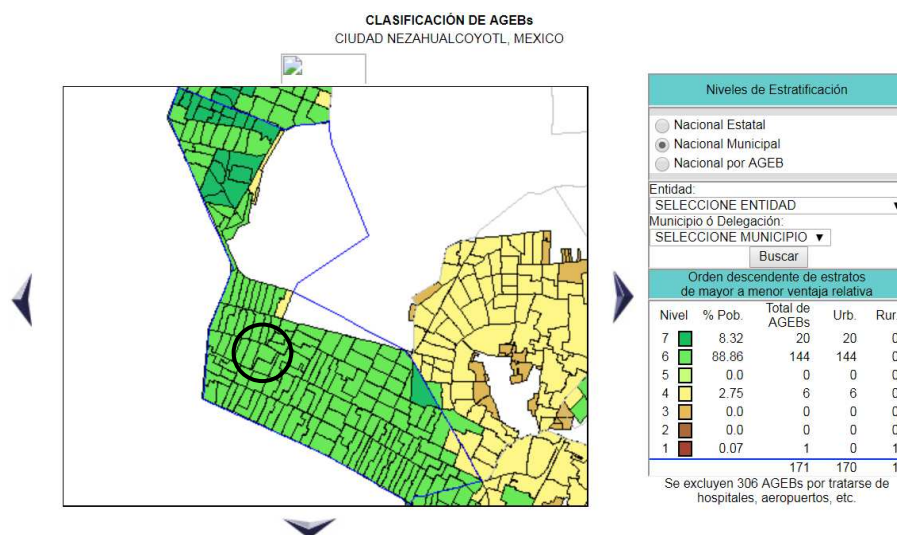 CLASIFICACIÓN DE AGEBs
CIUDAD NEZAHUALCOYOTL, MEXICO
Niveles de Estratificación
Nacional Estatal
Nacional Municipal
Nacional por AGEB
Entidad:
SELECCIONE ENTIDAD
Municipio ó Delegación:
SELECCIONE MUNICIPIO ▼
Buscar
Orden descendente de estratos
de mayor a menor ventaja relativa
Nivel % Pob. Total de AGEBs Urb. Rur.
7 8.32 20 20 0
6 88.86 144 144 0
5 0.0 0 0 0
4 2.75 6 6 0
3 0.0 0 0 0
2 0.0 0 0 0
1 0.07 1 0 1
171 170 1
Se excluyen 306 AGEBs por tratarse de
hospitales, aeropuertos, etc.